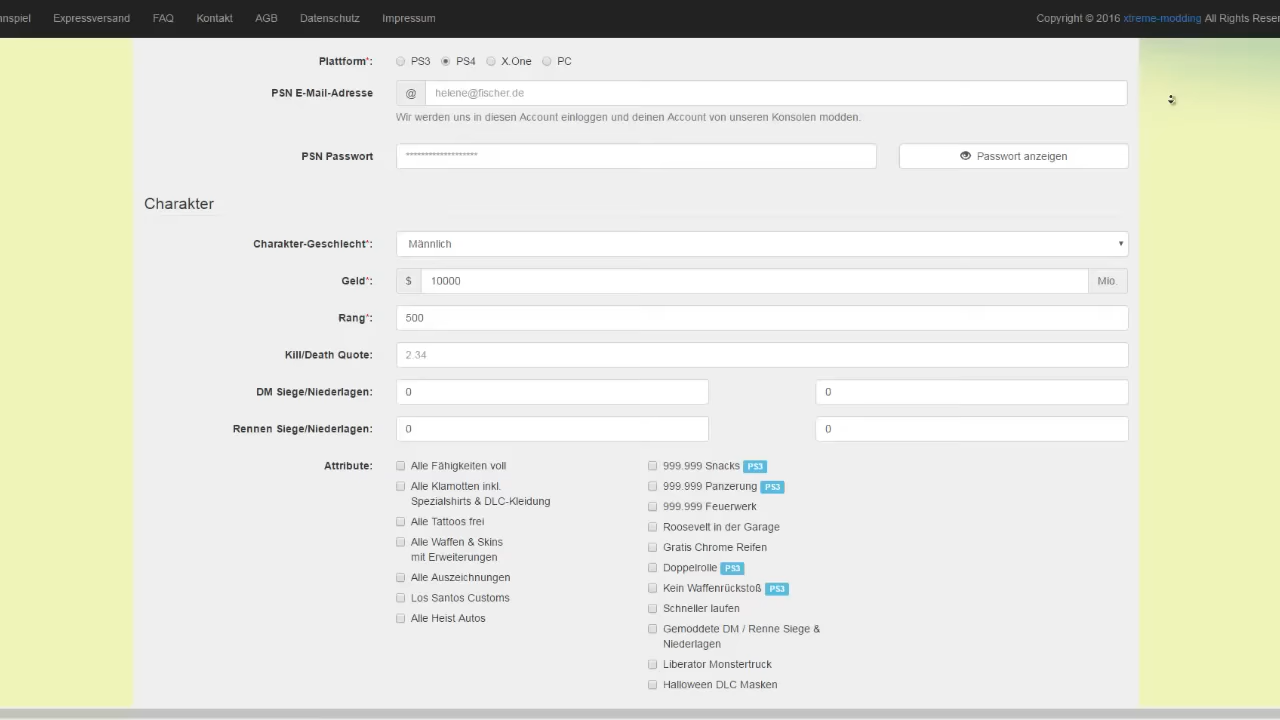 nnspiel Expressversand FAQ Kontakt AGB Datenschutz Impressum Copyright © 2016 xtreme-modding All Rights Reser
Plattform*: PS3 PS4 X.One PC
PSN E-Mail-Adresse @ helene@fischer.de
Wir werden uns in diesen Account einloggen und deinen Account von unseren Konsolen modden.
PSN Passwort ******************* Passwort anzeigen
Charakter
Charakter-Geschlecht*: Männlich
Geld*: $ 10000 Mio.
Rang*: 500
Kill/Death Quote: 2.34
DM Siege/Niederlagen: 0 0
Rennen Siege/Niederlagen: 0 0
Attribute:
Alle Fähigkeiten voll
Alle Klamotten inkl.
Spezialshirts & DLC-Kleidung
Alle Tattoos frei
Alle Waffen & Skins
mit Erweiterungen
Alle Auszeichnungen
Los Santos Customs
Alle Heist Autos
999.999 Snacks PS3
999.999 Panzerung PS3
999.999 Feuerwerk
Roosevelt in der Garage
Gratis Chrome Reifen
Doppelrolle PS3
Kein Waffenrückstoß PS3
Schneller laufen
Gemoddete DM / Renne Siege &
Niederlagen
Liberator Monstertruck
Halloween DLC Masken